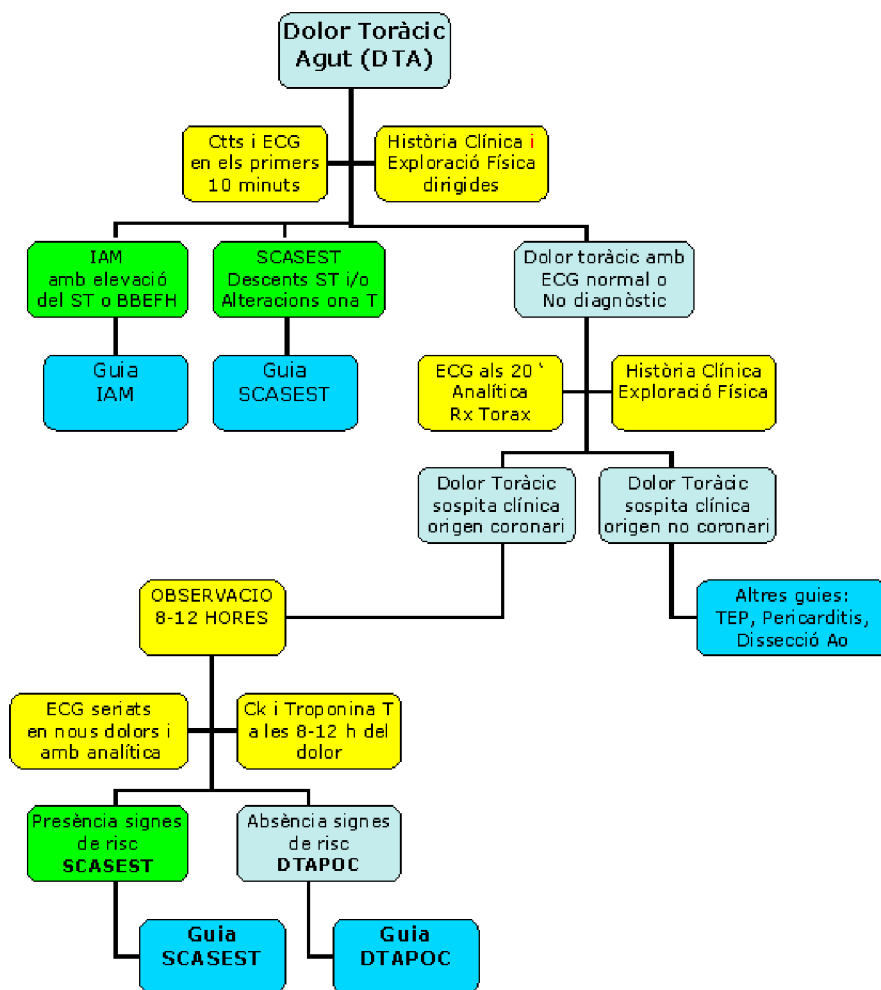 Dolor Toràcic
Agut (DTA)
Ctts i ECG
en els primers
10 minuts
Història Clínica i
Exploració Física
dirigides
IAM
amb elevació
del ST o BBEFH
SCASEST
Descents ST i/o
Alteracions ona T
Dolor toràcic amb
ECG normal o
No diagnòstic
Guia
IAM
Guia
SCASEST
ECG als 20 '
Analítica
Rx Torax
Història Clínica
Exploració Física
Dolor Toràcic
sospita clínica
origen coronari
Dolor Toràcic
sospita clínica
origen no coronari
OBSERVACIO
8-12 HORES
Altres guies:
TEP, Pericarditis,
Dissecció Ao
ECG seriats
en nous dolors i
amb analítica
Ck i Troponina T
a les 8-12 h del
dolor
Presència signes
de risc
SCASEST
Absència signes
de risc
DTAPOC
Guia
SCASEST
Guia
DTAPOC